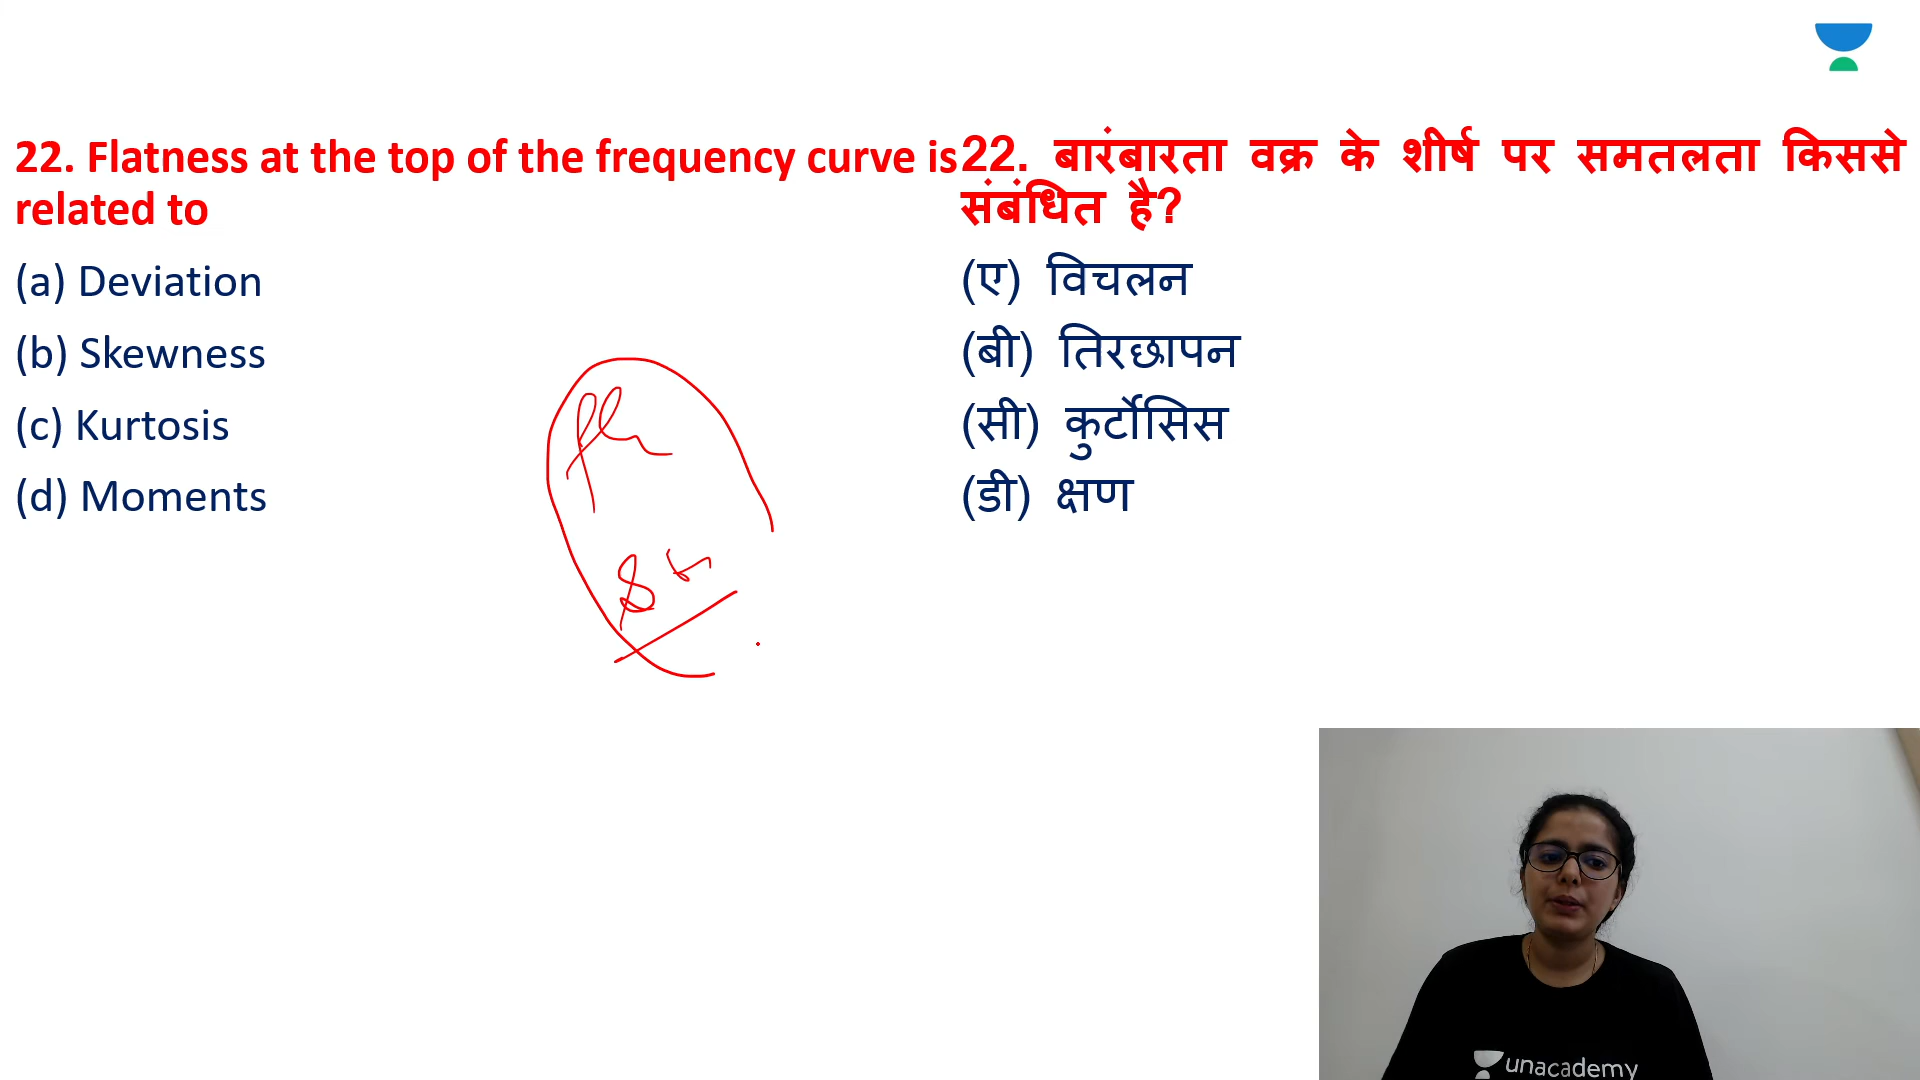 22. Flatness at the top of the frequency curve is
related to
(a) Deviation
(b) Skewness
(c) Kurtosis
(d) Moments
22. बारंबारता वक्र के शीर्ष पर समतलता किससे
संबंधित है?
(ए) विचलन
(बी) तिरछापन
(सी) कुर्टोसिस
(डी) क्षण
unacademy